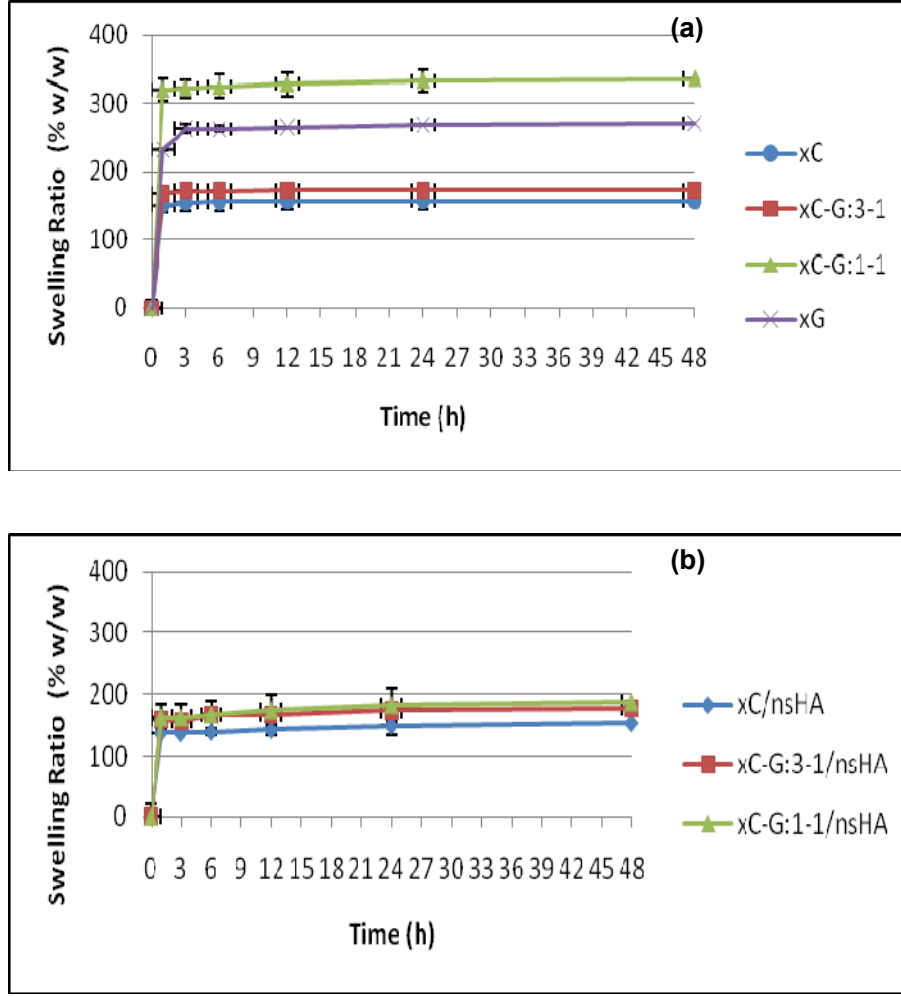 (a)
400
300
200
100
0
Swelling Ratio (% w/w)
0 3 6 9 12 15 18 21 24 27 30 33 36 39 42 45 48
Time (h)
xC
xC-G:3-1
xC-G:1-1
xG
(b)
400
300
200
100
0
Swelling Ratio (% w/w)
0 3 6 9 12 15 18 21 24 27 30 33 36 39 42 45 48
Time (h)
xC/nsHA
xC-G:3-1/nsHA
xC-G:1-1/nsHA